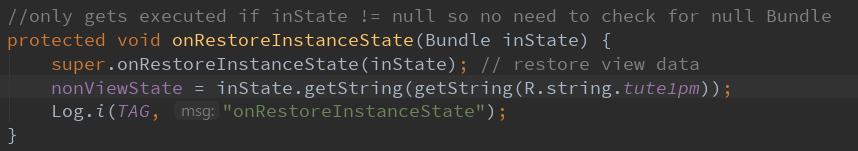 //only gets executed if inState != null so no need to check for null Bundle
protected void onRestoreInstanceState(Bundle inState) {
    super.onRestoreInstanceState(inState); // restore view data
    nonViewState = inState.getString(getString(R.string.tute1pm));
    Log.i(TAG, msg: "onRestoreInstanceState");
}